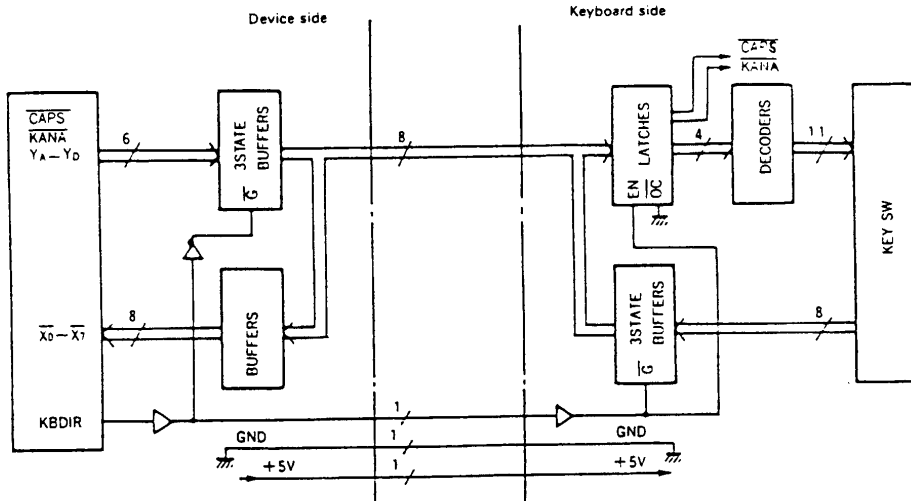 Device side
Keyboard side
CAPS
KANA
CAPS
KANA
YA–YD
6
3STATE
BUFFERS
G
8
LATCHES
EN
OC
4
DECODERS
11
KEY SW
X0–X7
8
BUFFERS
3STATE
BUFFERS
G
8
KBDIR
1
GND
1
GND
+5V
1
+5V